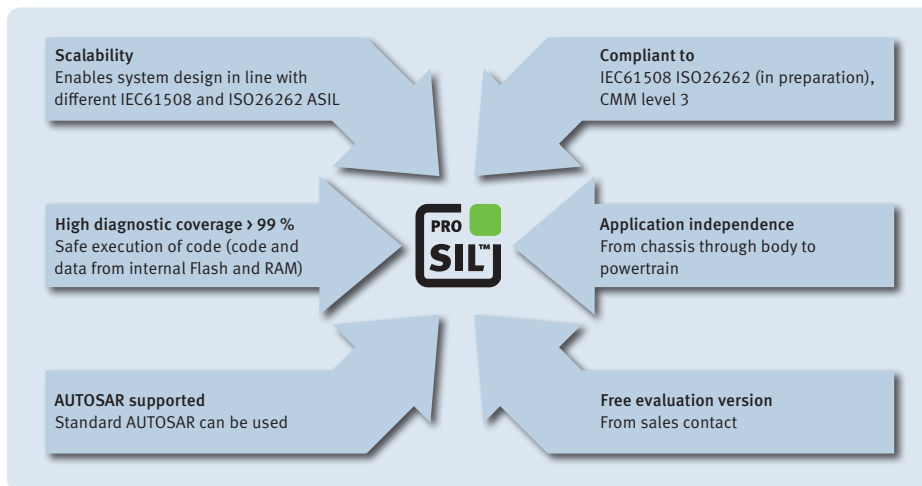 Scalability
Enables system design in line with
different IEC61508 and ISO26262 ASIL
Compliant to
IEC61508 ISO26262 (in preparation),
CMM level 3
High diagnostic coverage > 99 %
Safe execution of code (code and
data from internal Flash and RAM)
PRO
SIL™
Application independence
From chassis through body to
powertrain
AUTOSAR supported
Standard AUTOSAR can be used
Free evaluation version
From sales contact